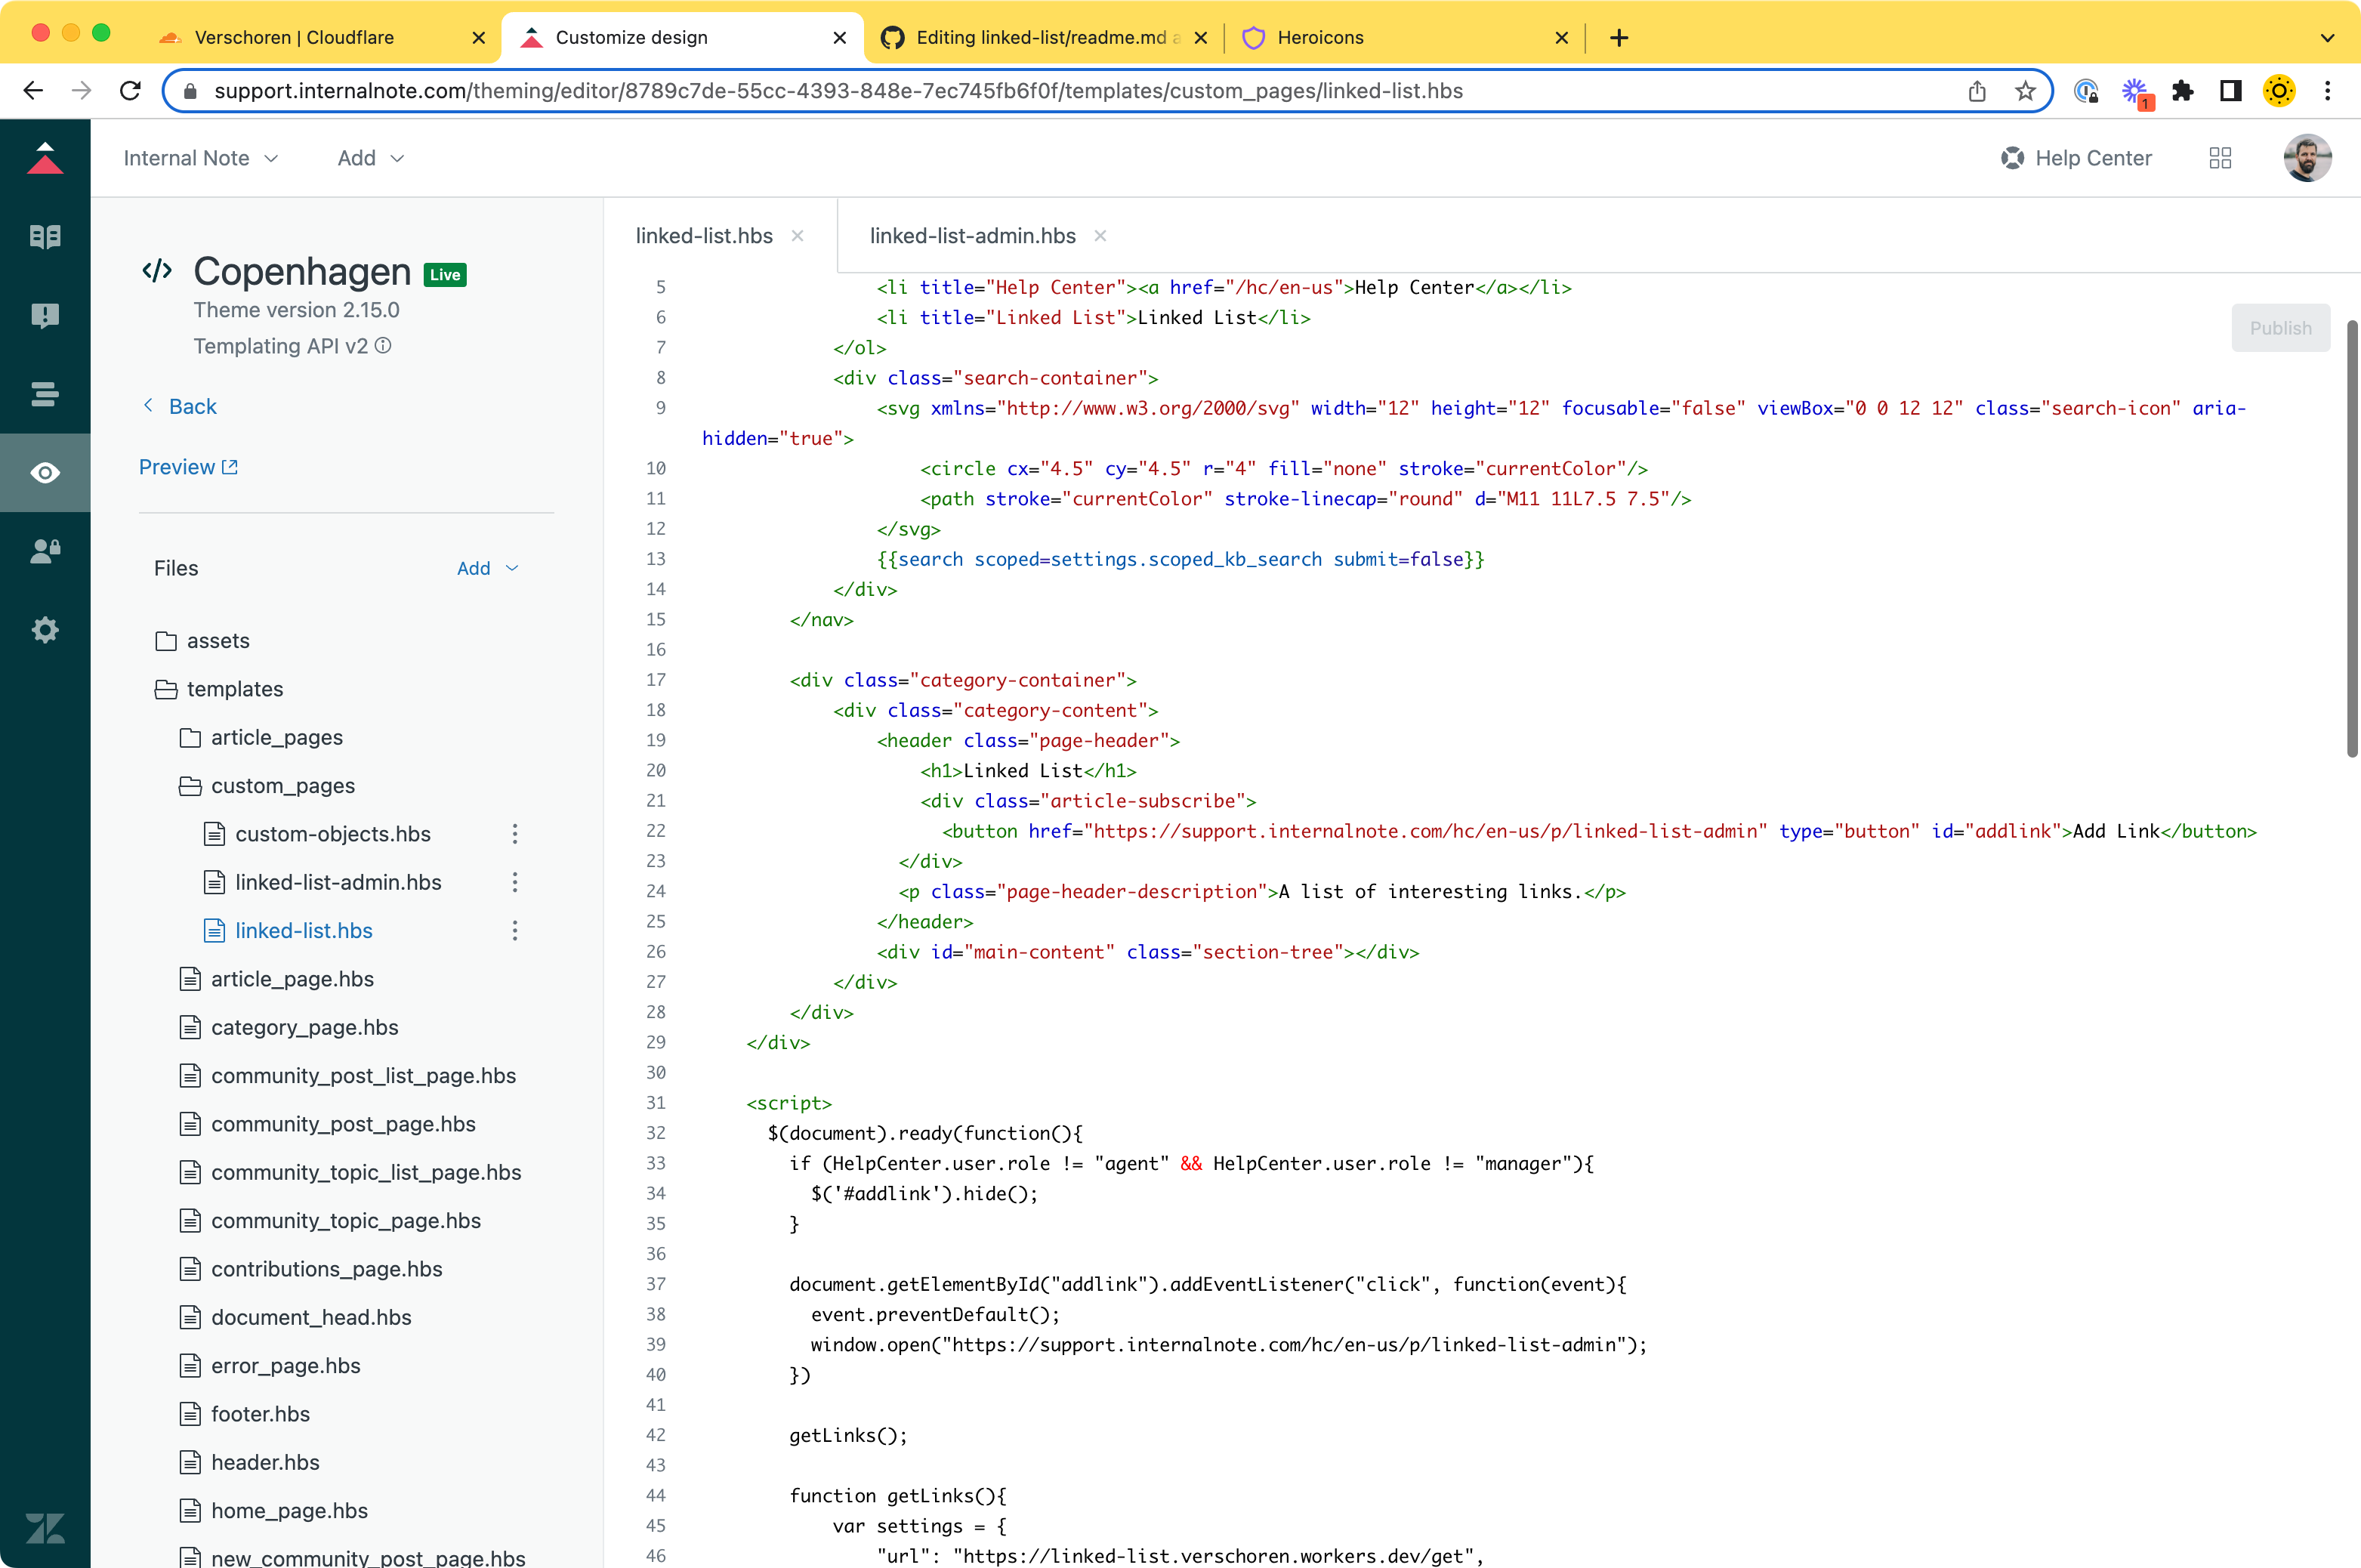 Verschoren | Cloudflare
Customize design
Editing linked-list/readme.md a
Heroicons
support.internalnote.com/theming/editor/8789c7de-55cc-4393-848e-7ec745fb6f0f/templates/custom_pages/linked-list.hbs
1
Internal Note
Add
Help Center
Copenhagen
Live
Theme version 2.15.0
Templating API v2
Back
Preview
Files
Add
assets
templates
article_pages
custom_pages
custom-objects.hbs
linked-list-admin.hbs
linked-list.hbs
article_page.hbs
category_page.hbs
community_post_list_page.hbs
community_post_page.hbs
community_topic_list_page.hbs
community_topic_page.hbs
contributions_page.hbs
document_head.hbs
error_page.hbs
footer.hbs
header.hbs
home_page.hbs
new_community_post_page.hbs
linked-list.hbs
linked-list-admin.hbs
Publish
5 <li title="Help Center"><a href="/hc/en-us">Help Center</a></li>
6 <li title="Linked List">Linked List</li>
7 </ol>
8 <div class="search-container">
9 <svg xmlns="http://www.w3.org/2000/svg" width="12" height="12" focusable="false" viewBox="0 0 12 12" class="search-icon" aria-
hidden="true">
10 <circle cx="4.5" cy="4.5" r="4" fill="none" stroke="currentColor"/>
11 <path stroke="currentColor" stroke-linecap="round" d="M11 11L7.5 7.5"/>
12 </svg>
13 {{search scoped=settings.scoped_kb_search submit=false}}
14 </div>
15 </nav>
16
17 <div class="category-container">
18 <div class="category-content">
19 <header class="page-header">
20 <h1>Linked List</h1>
21 <div class="article-subscribe">
22 <button href="https://support.internalnote.com/hc/en-us/p/linked-list-admin" type="button" id="addlink">Add Link</button>
23 </div>
24 <p class="page-header-description">A list of interesting links.</p>
25 </header>
26 <div id="main-content" class="section-tree"></div>
27 </div>
28 </div>
29 </div>
30
31 <script>
32 $(document).ready(function(){
33 if (HelpCenter.user.role != "agent" && HelpCenter.user.role != "manager"){
34 $('#addlink').hide();
35 }
36
37 document.getElementById("addlink").addEventListener("click", function(event){
38 event.preventDefault();
39 window.open("https://support.internalnote.com/hc/en-us/p/linked-list-admin");
40 })
41
42 getLinks();
43
44 function getLinks(){
45 var settings = {
46 "url": "https://linked-list.verschoren.workers.dev/get",